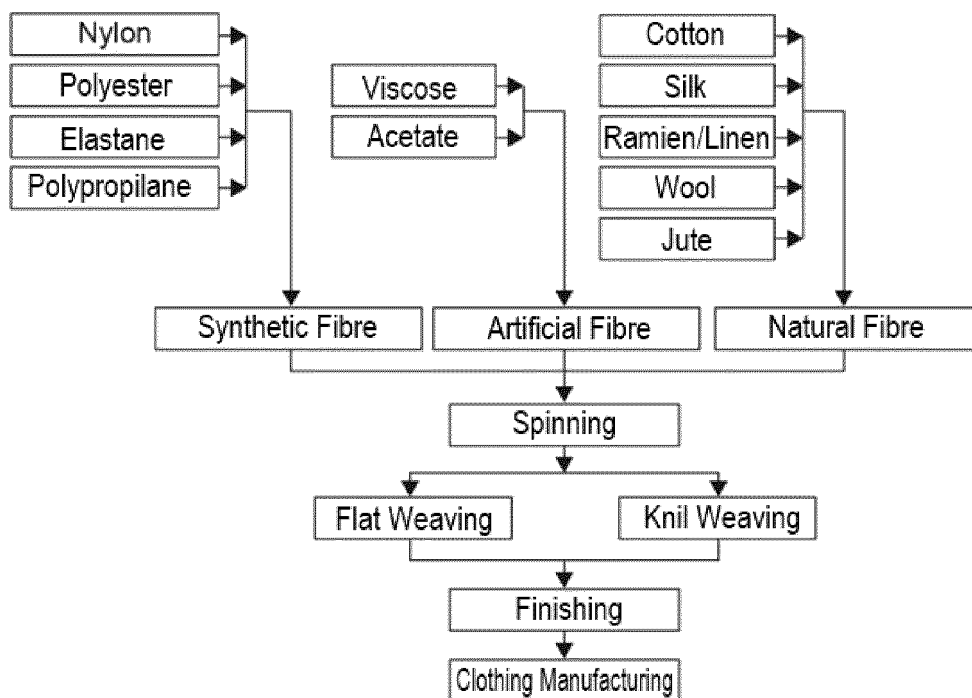 Nylon
Polyester
Elastane
Polypropilane
Viscose
Acetate
Cotton
Silk
Ramien/Linen
Wool
Jute
Synthetic Fibre
Artificial Fibre
Natural Fibre
Spinning
Flat Weaving
Knil Weaving
Finishing
Clothing Manufacturing